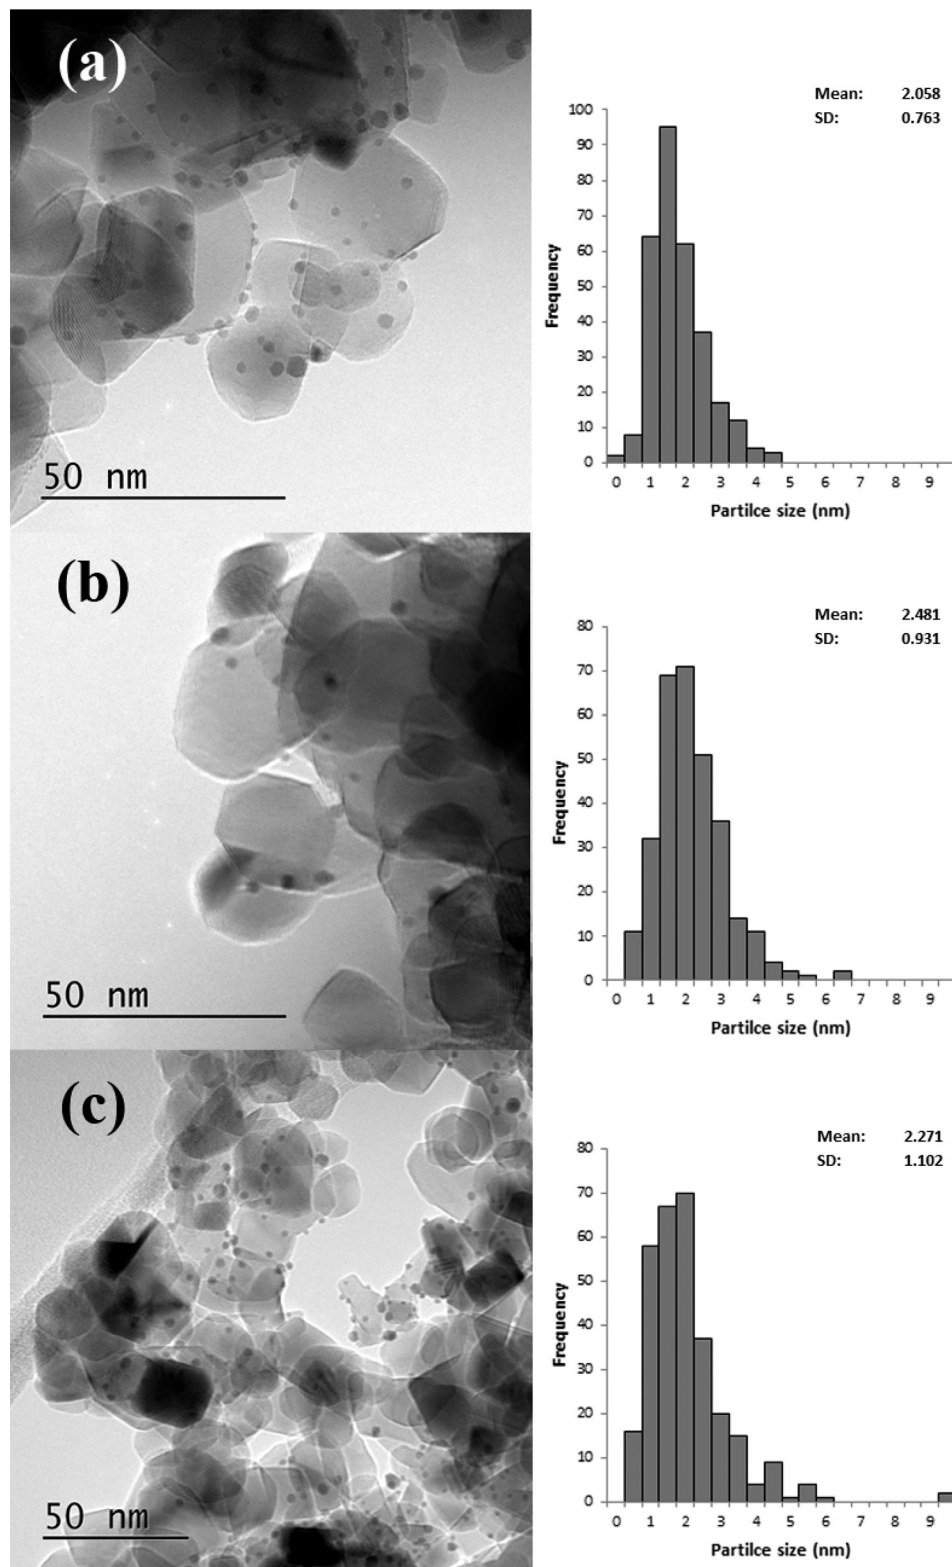 (a)
50 nm
Mean: 2.058
SD: 0.763
100
90
80
70
60
50
40
30
20
10
0
Frequency
0 1 2 3 4 5 6 7 8 9
Partilce size (nm)
(b)
50 nm
Mean: 2.481
SD: 0.931
80
70
60
50
40
30
20
10
0
Frequency
0 1 2 3 4 5 6 7 8 9
Partilce size (nm)
(c)
50 nm
Mean: 2.271
SD: 1.102
80
70
60
50
40
30
20
10
0
Frequency
0 1 2 3 4 5 6 7 8 9
Partilce size (nm)